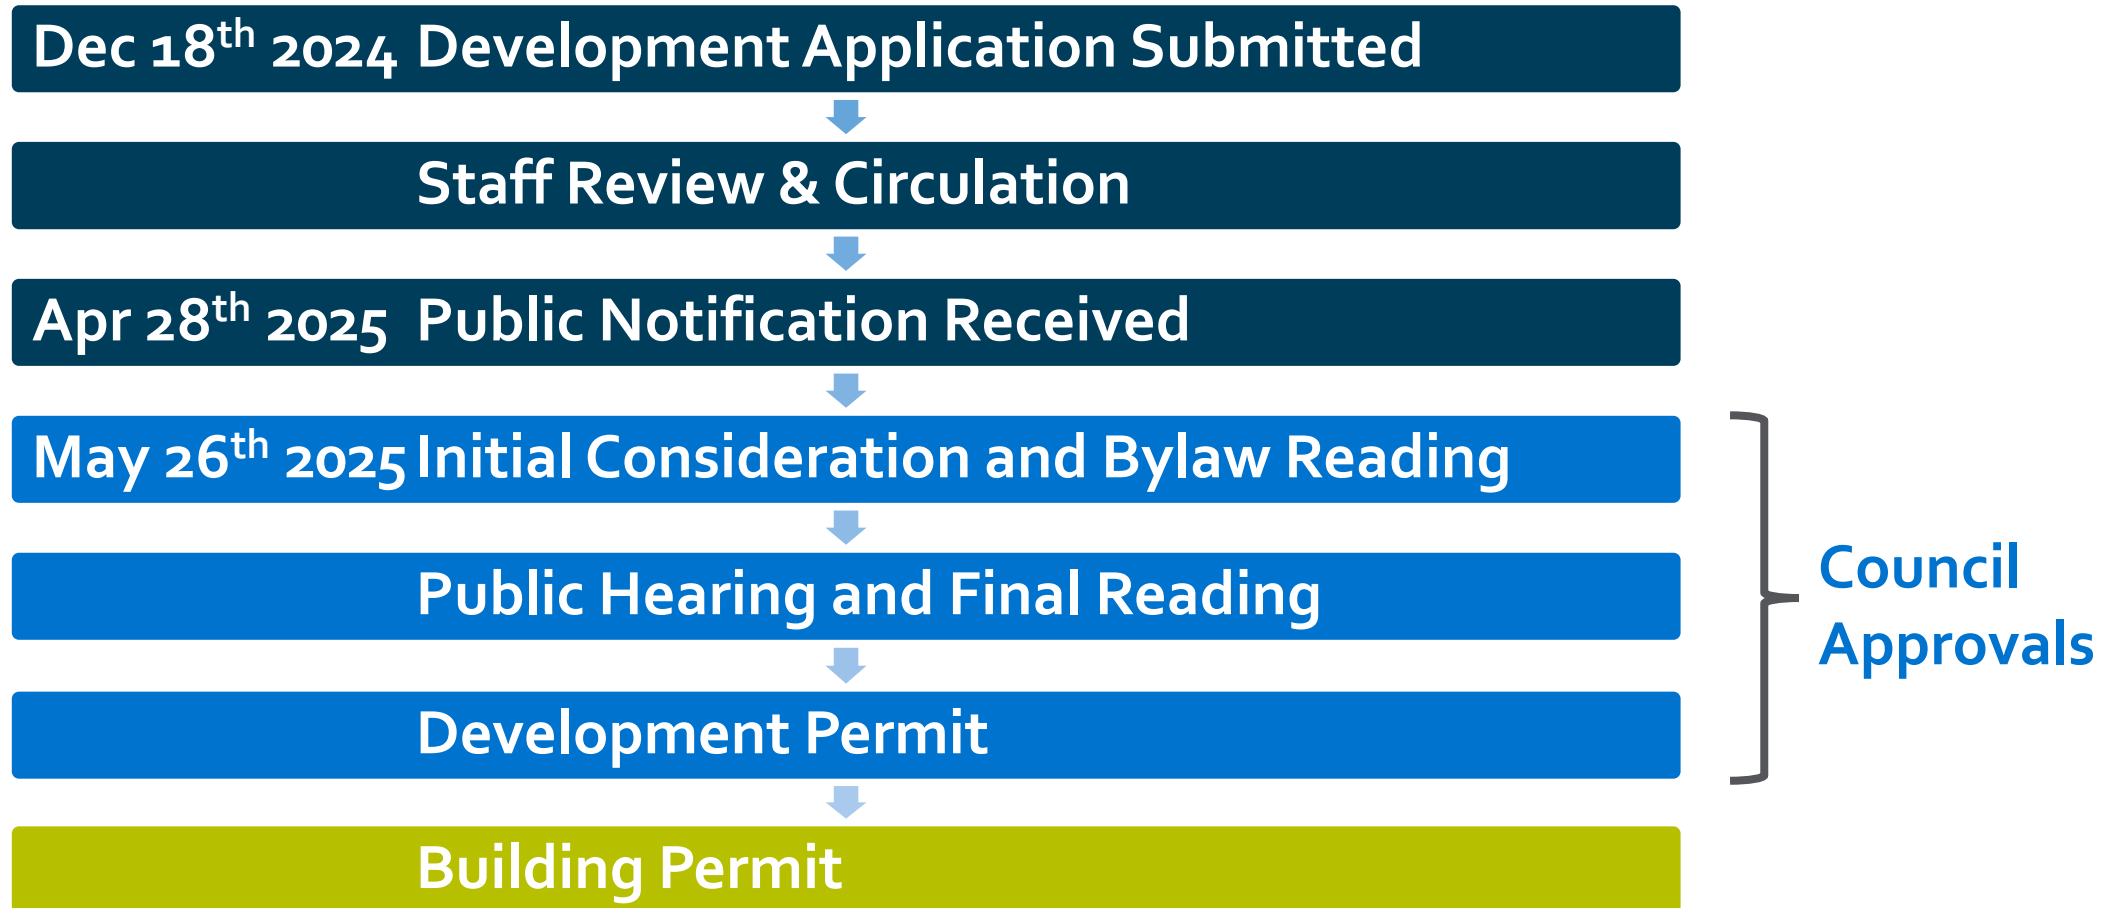 Dec 18th 2024 Development Application Submitted
Staff Review & Circulation
Apr 28th 2025 Public Notification Received
May 26th 2025 Initial Consideration and Bylaw Reading
Public Hearing and Final Reading
Development Permit
Building Permit
Council
Approvals